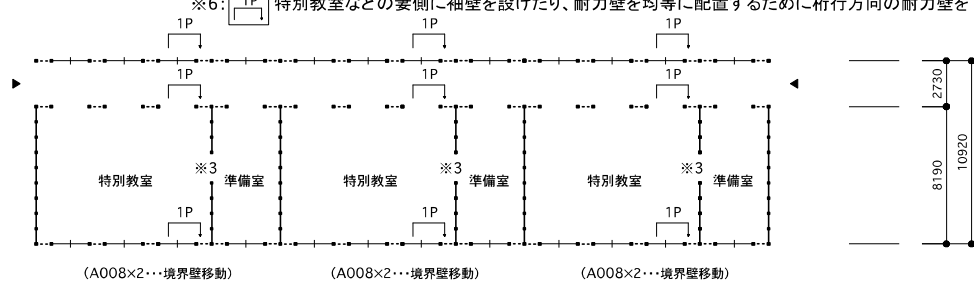 ※6: 1P 特別教室などの妻側に袖壁を設けたり、耐力壁を均等に配置するために桁行方向の耐力壁を
1P 1P 1P
1P 1P 1P
2730
※3 ※3 ※3
特別教室 準備室 特別教室 準備室 特別教室 準備室
8190
10920
1P 1P 1P
(A008×2･･･境界壁移動) (A008×2･･･境界壁移動) (A008×2･･･境界壁移動)